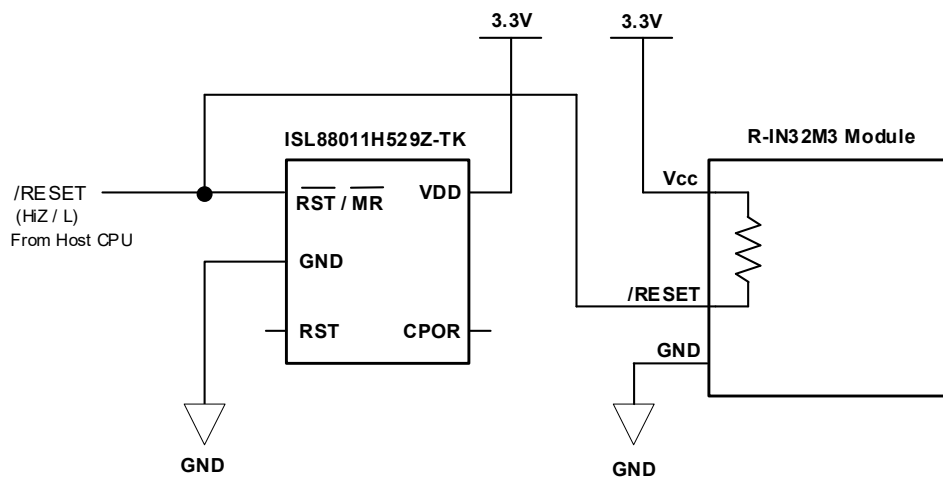 3.3V
3.3V
ISL88011H529Z-TK
R-IN32M3 Module
/RESET
(HiZ / L)
From Host CPU
RST / MR
VDD
GND
RST
CPOR
Vcc
/RESET
GND
GND
GND